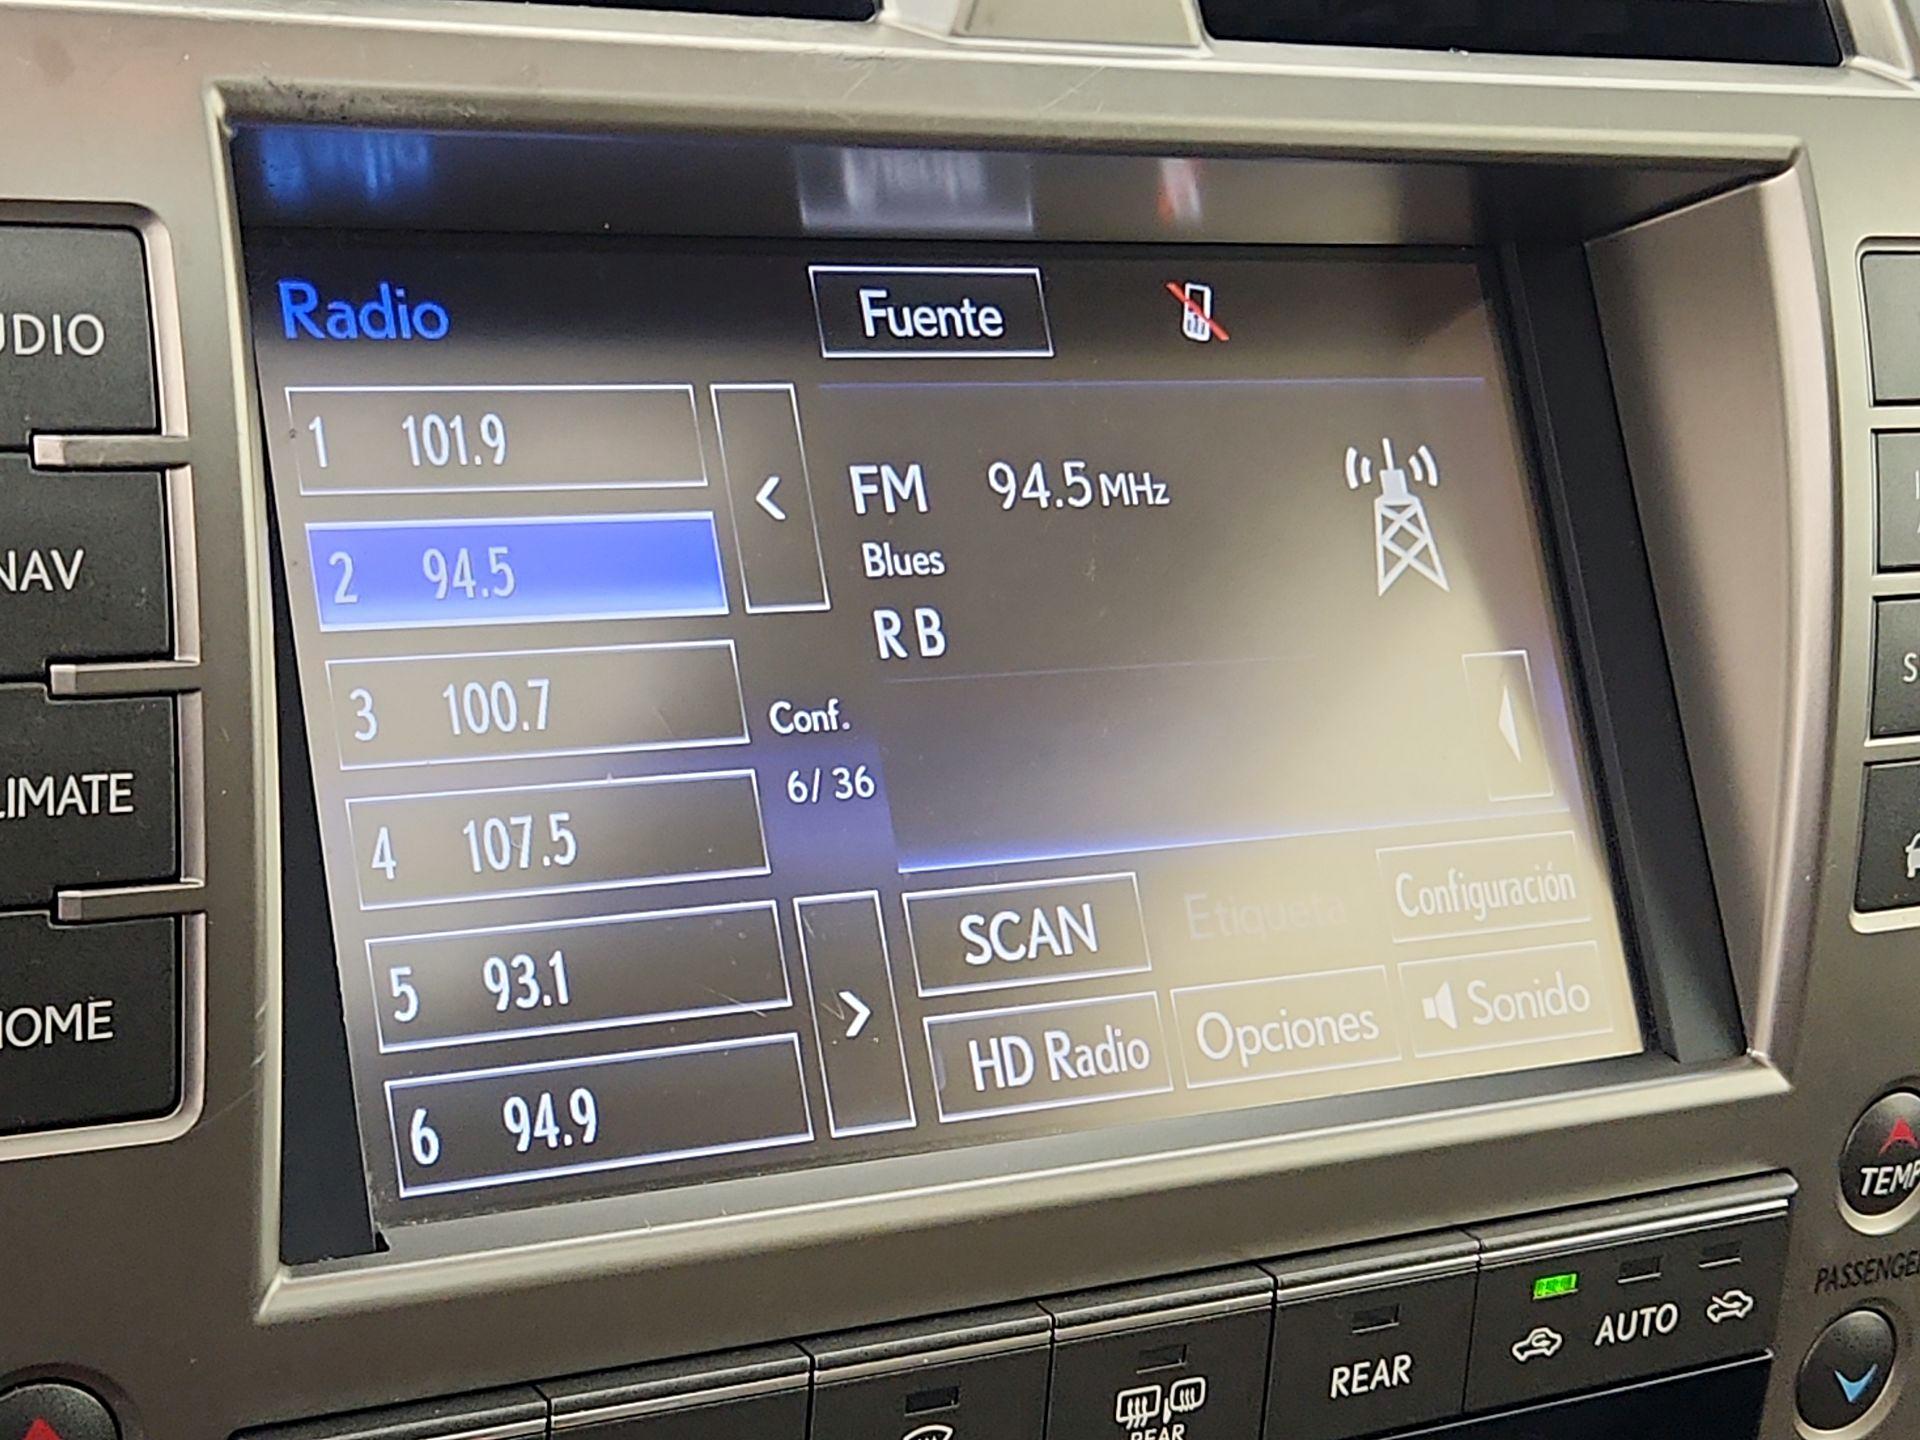 Radio
Fuente
1 101.9
2 94.5
3 100.7
4 107.5
5 93.1
6 94.9
<
Conf.
6/ 36
>
FM 94.5 MHz
Blues
R B
SCAN
Etiqueta
Configuración
HD Radio
Opciones
Sonido
UDIO
NAV
LIMATE
HOME
TEMP
PASSENGE
REAR
REAR
AUTO